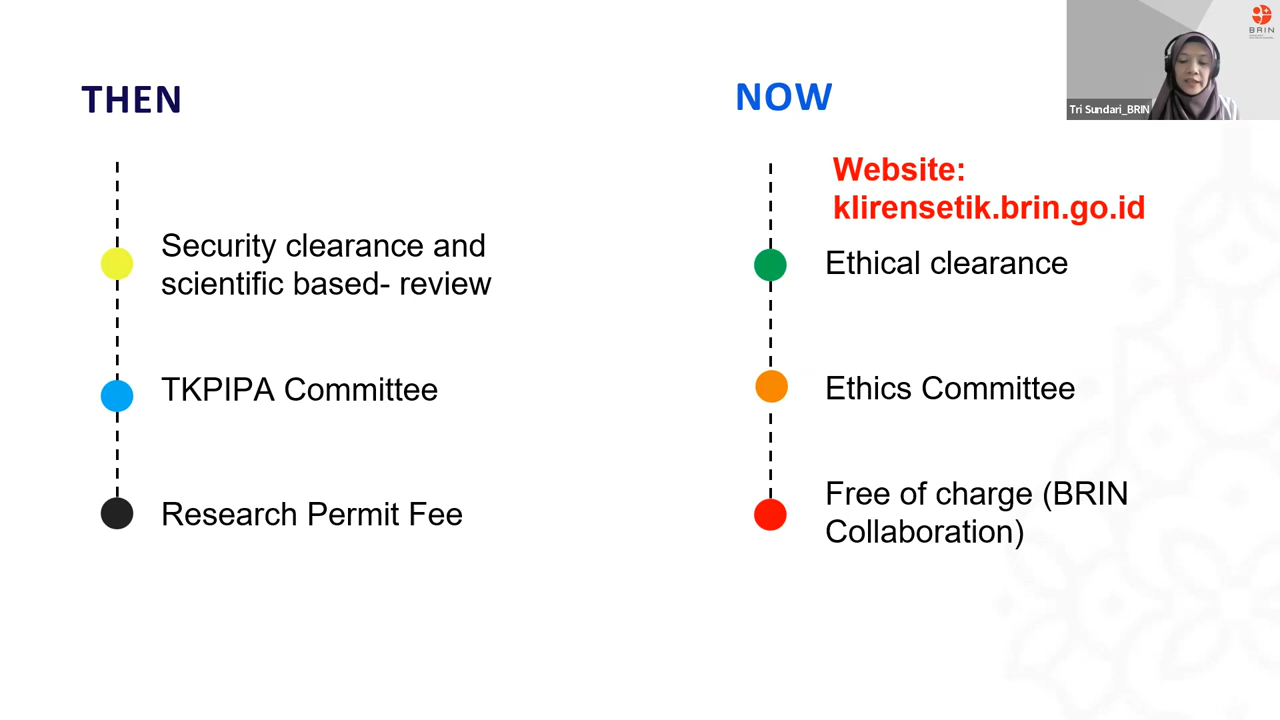 THEN
Security clearance and
scientific based- review
TKPIPA Committee
Research Permit Fee
NOW
Website:
klirensetik.brin.go.id
Ethical clearance
Ethics Committee
Free of charge (BRIN
Collaboration)
Tri Sundari_BRIN
BRIN